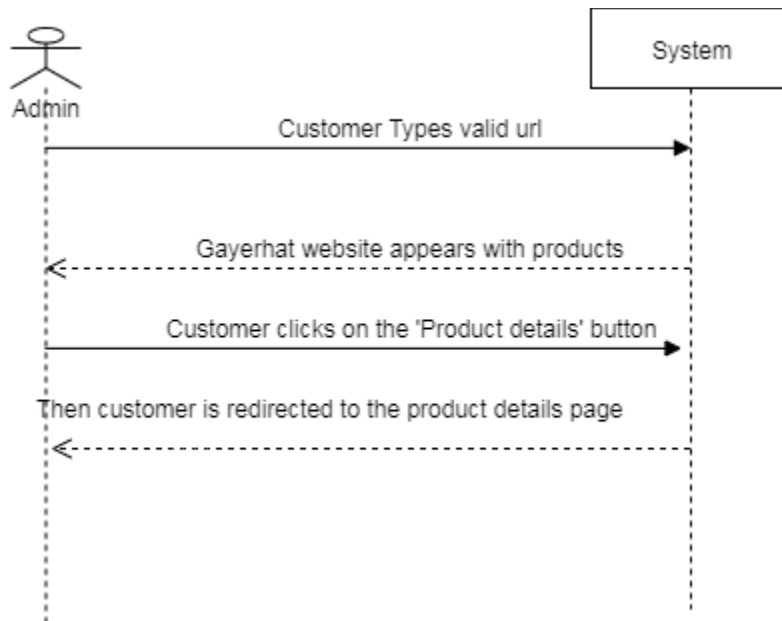 System
Admin
Customer Types valid url
Gayerhat website appears with products
Customer clicks on the 'Product details' button
Then customer is redirected to the product details page